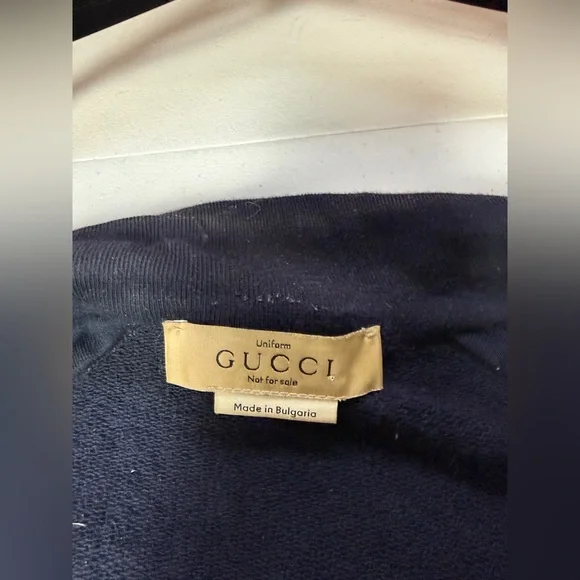 Uniform
GUCCI
Not for sale
Made in Bulgaria